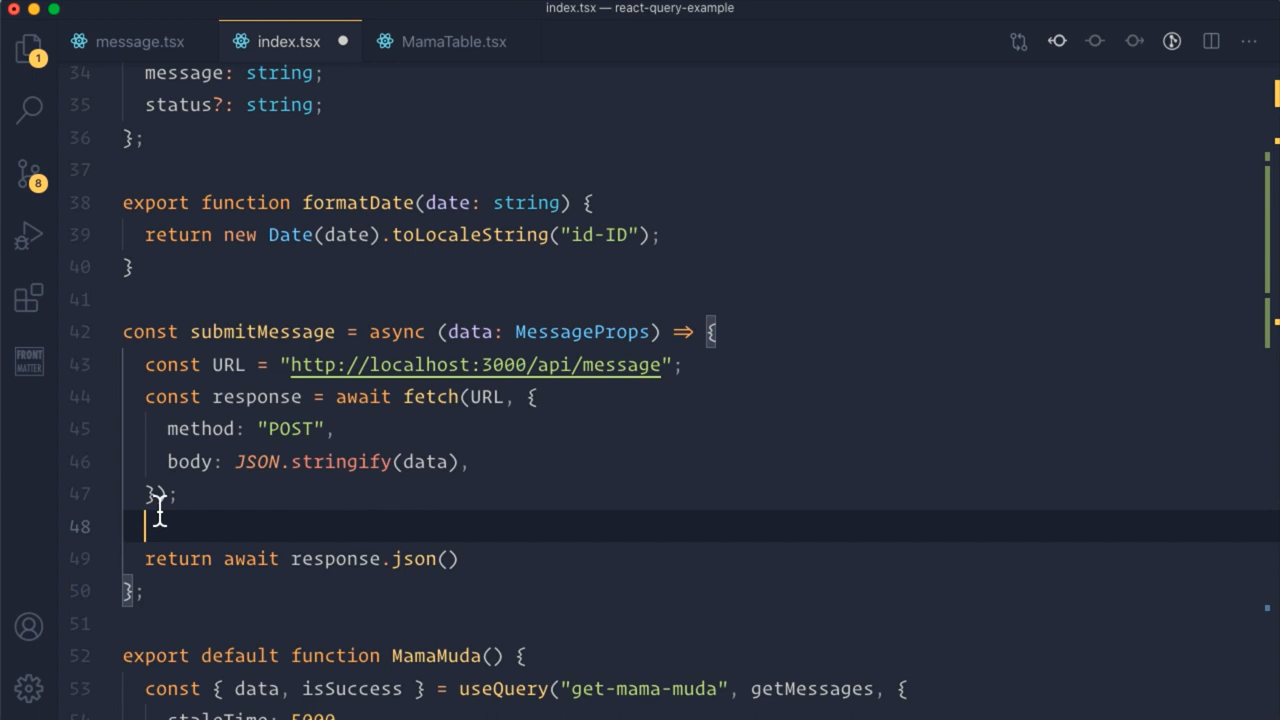 index.tsx — react-query-example
message.tsx index.tsx MamaTable.tsx
1
8
FRONT
MATTER
34 message: string;
35 status?: string;
36 };
37
38 export function formatDate(date: string) {
39 return new Date(date).toLocaleString("id-ID");
40 }
41
42 const submitMessage = async (data: MessageProps) => {
43 const URL = "http://localhost:3000/api/message";
44 const response = await fetch(URL, {
45 method: "POST",
46 body: JSON.stringify(data),
47 });
48
49 return await response.json()
50 };
51
52 export default function MamaMuda() {
53 const { data, isSuccess } = useQuery("get-mama-muda", getMessages, {
54 staleTime: 5000